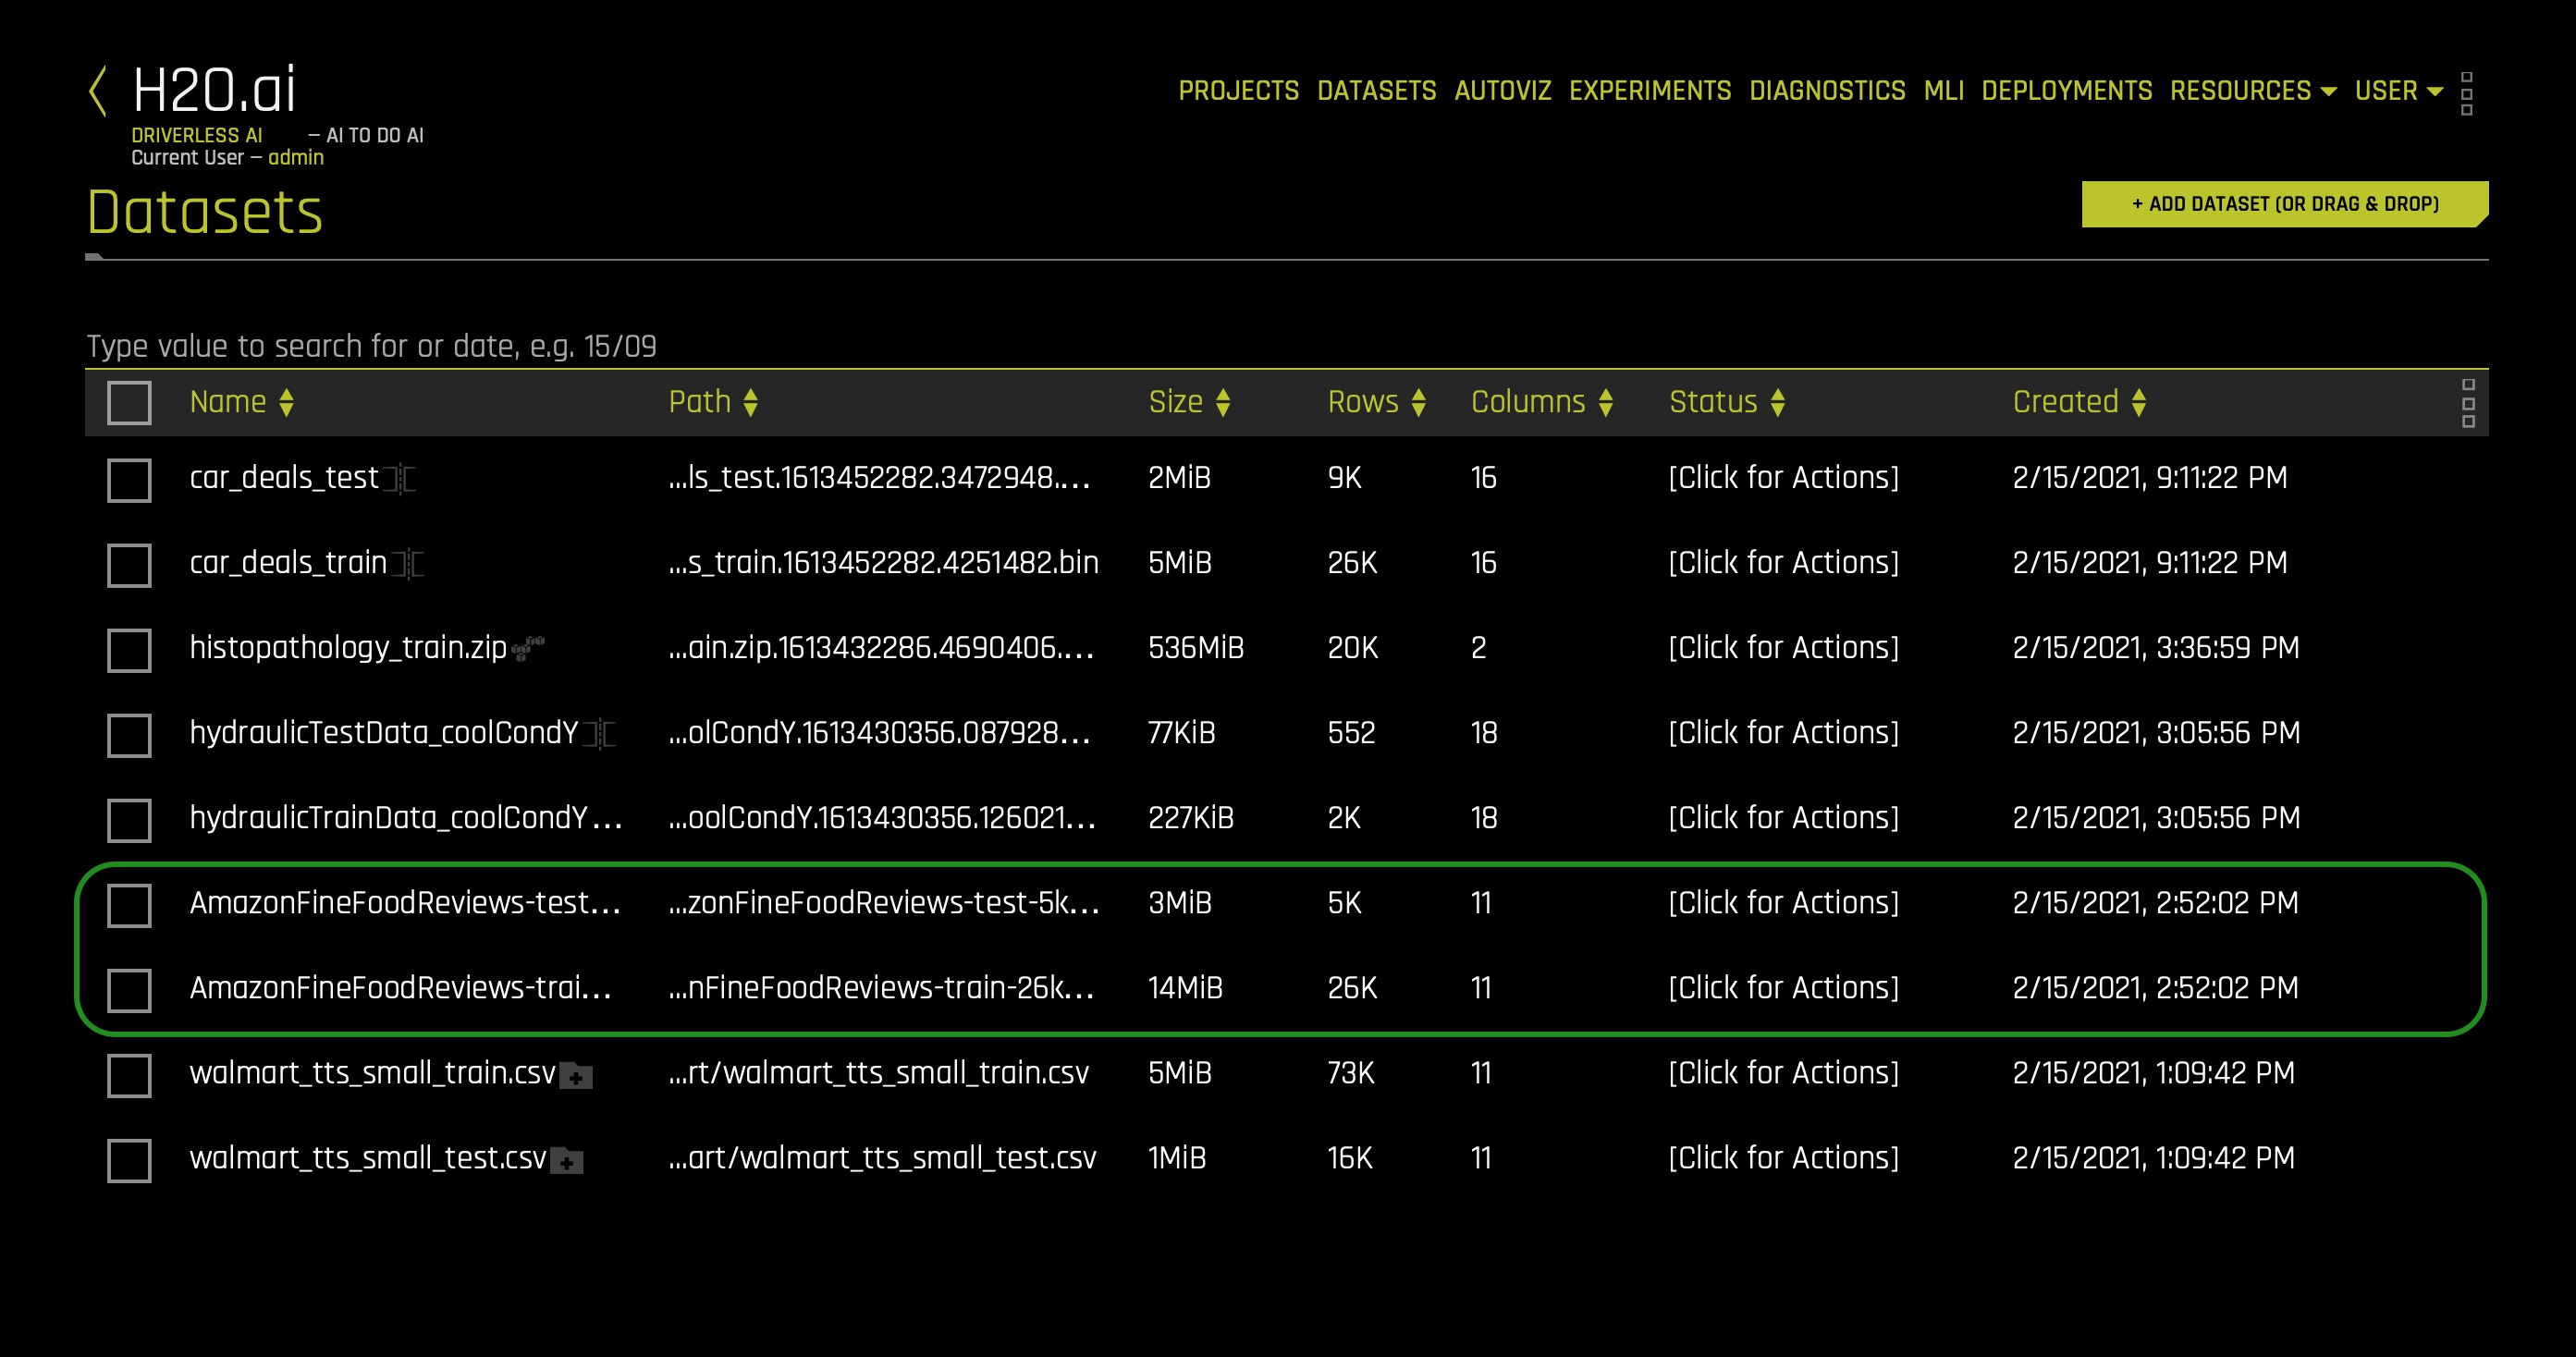 H2O.ai
PROJECTS DATASETS AUTOVIZ EXPERIMENTS DIAGNOSTICS MLI DEPLOYMENTS RESOURCES USER
DRIVERLESS AI — AI TO DO AI
Current User — admin
Datasets
+ ADD DATASET (OR DRAG & DROP)
Type value to search for or date, e.g. 15/09
Name Path Size Rows Columns Status Created
car_deals_test ...ls_test.1613452282.3472948.... 2MiB 9K 16 [Click for Actions] 2/15/2021, 9:11:22 PM
car_deals_train ...s_train.1613452282.4251482.bin 5MiB 26K 16 [Click for Actions] 2/15/2021, 9:11:22 PM
histopathology_train.zip ...ain.zip.1613432286.4690406.... 536MiB 20K 2 [Click for Actions] 2/15/2021, 3:36:59 PM
hydraulicTestData_coolCondY ...olCondY.1613430356.087928... 77KiB 552 18 [Click for Actions] 2/15/2021, 3:05:56 PM
hydraulicTrainData_coolCondY... ...oolCondY.1613430356.126021... 227KiB 2K 18 [Click for Actions] 2/15/2021, 3:05:56 PM
AmazonFineFoodReviews-test... ...zonFineFoodReviews-test-5k... 3MiB 5K 11 [Click for Actions] 2/15/2021, 2:52:02 PM
AmazonFineFoodReviews-trai... ...nFineFoodReviews-train-26k... 14MiB 26K 11 [Click for Actions] 2/15/2021, 2:52:02 PM
walmart_tts_small_train.csv ...rt/walmart_tts_small_train.csv 5MiB 73K 11 [Click for Actions] 2/15/2021, 1:09:42 PM
walmart_tts_small_test.csv ...art/walmart_tts_small_test.csv 1MiB 16K 11 [Click for Actions] 2/15/2021, 1:09:42 PM